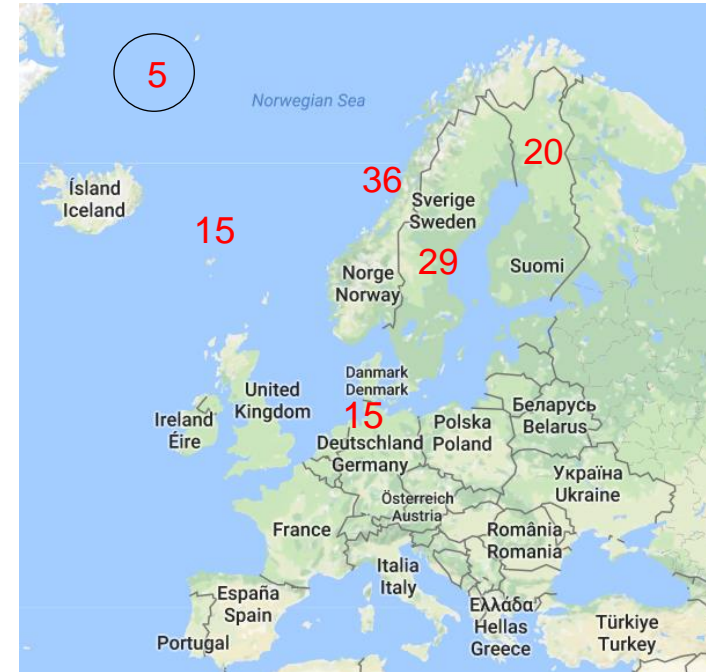 5
Norwegian Sea
20
36
Ísland
Iceland
Sverige
Sweden
15
29
Suomi
Norge
Norway
Danmark
Denmark
United
Kingdom
15
Беларусь
Belarus
Ireland
Éire
Polska
Poland
Deutschland
Germany
Україна
Ukraine
Österreich
Austria
France
România
Romania
Italia
Italy
España
Spain
Ελλάδα
Hellas
Greece
Türkiye
Turkey
Portugal